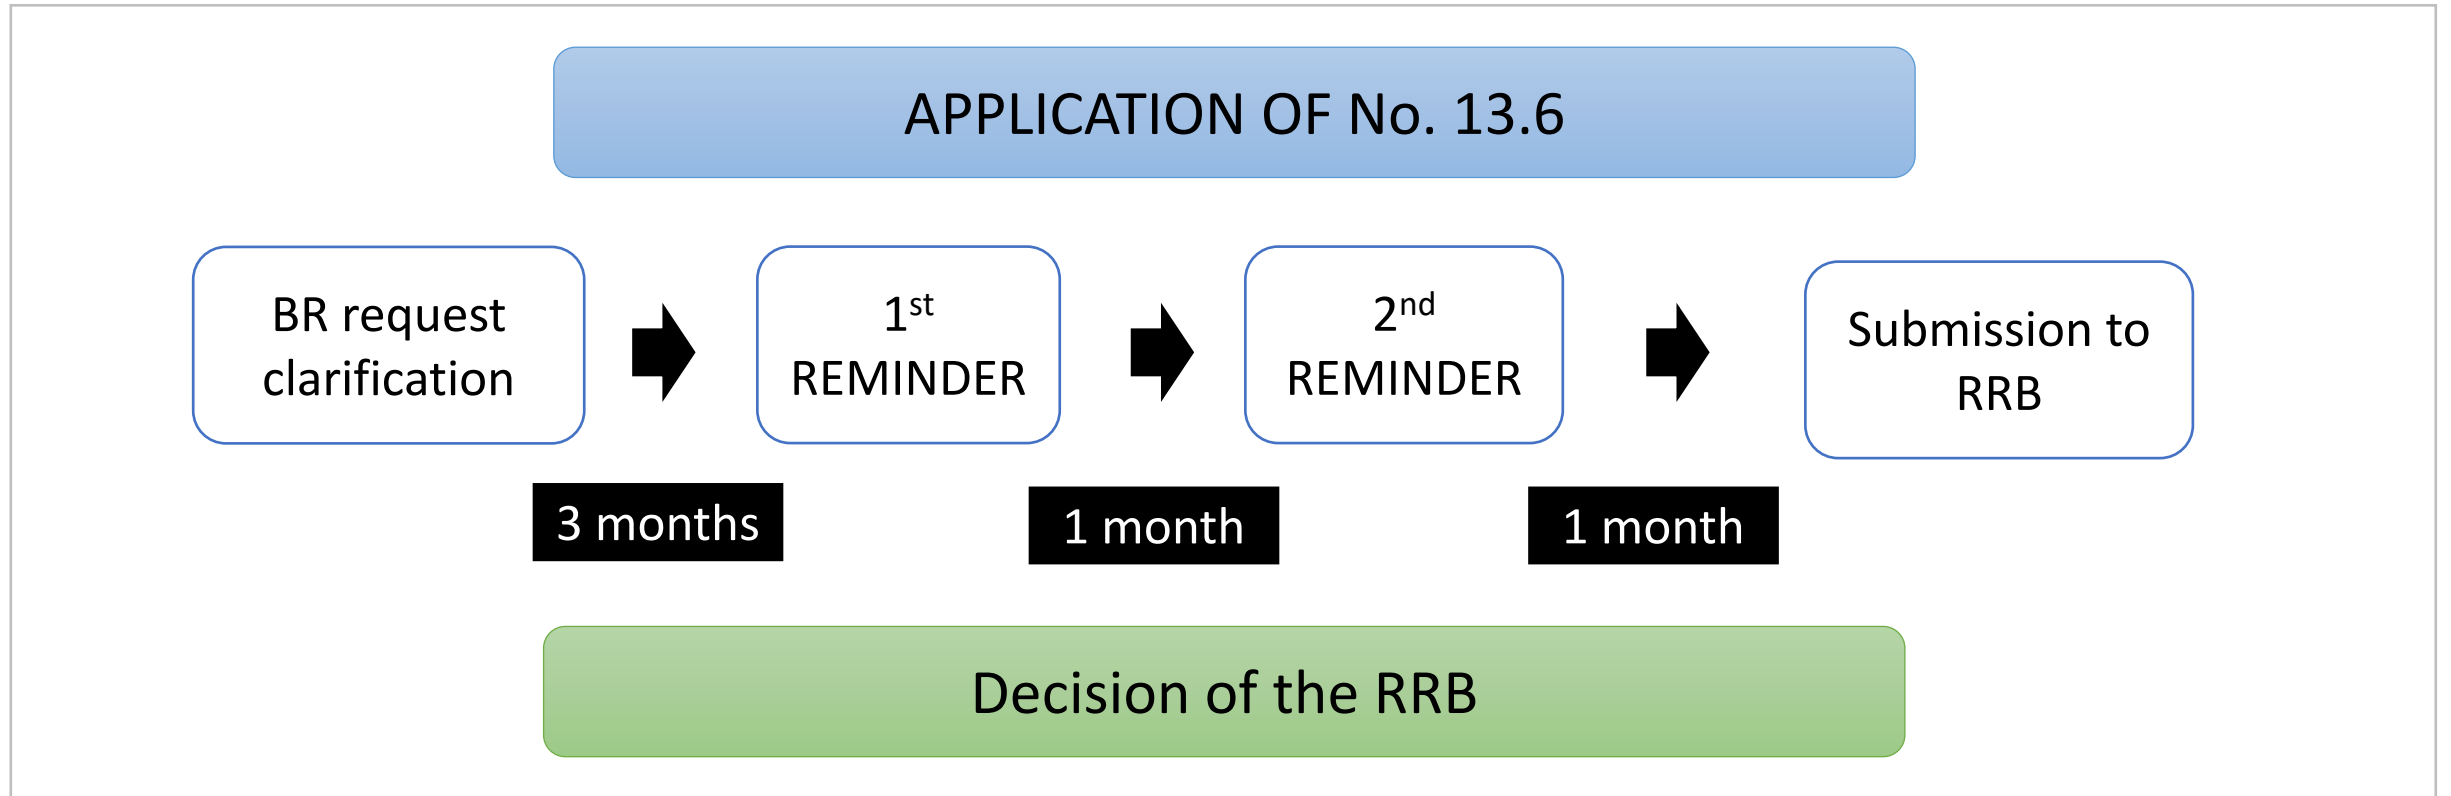 APPLICATION OF No. 13.6
BR request
clarification
1st
REMINDER
2nd
REMINDER
Submission to
RRB
3 months
1 month
1 month
Decision of the RRB